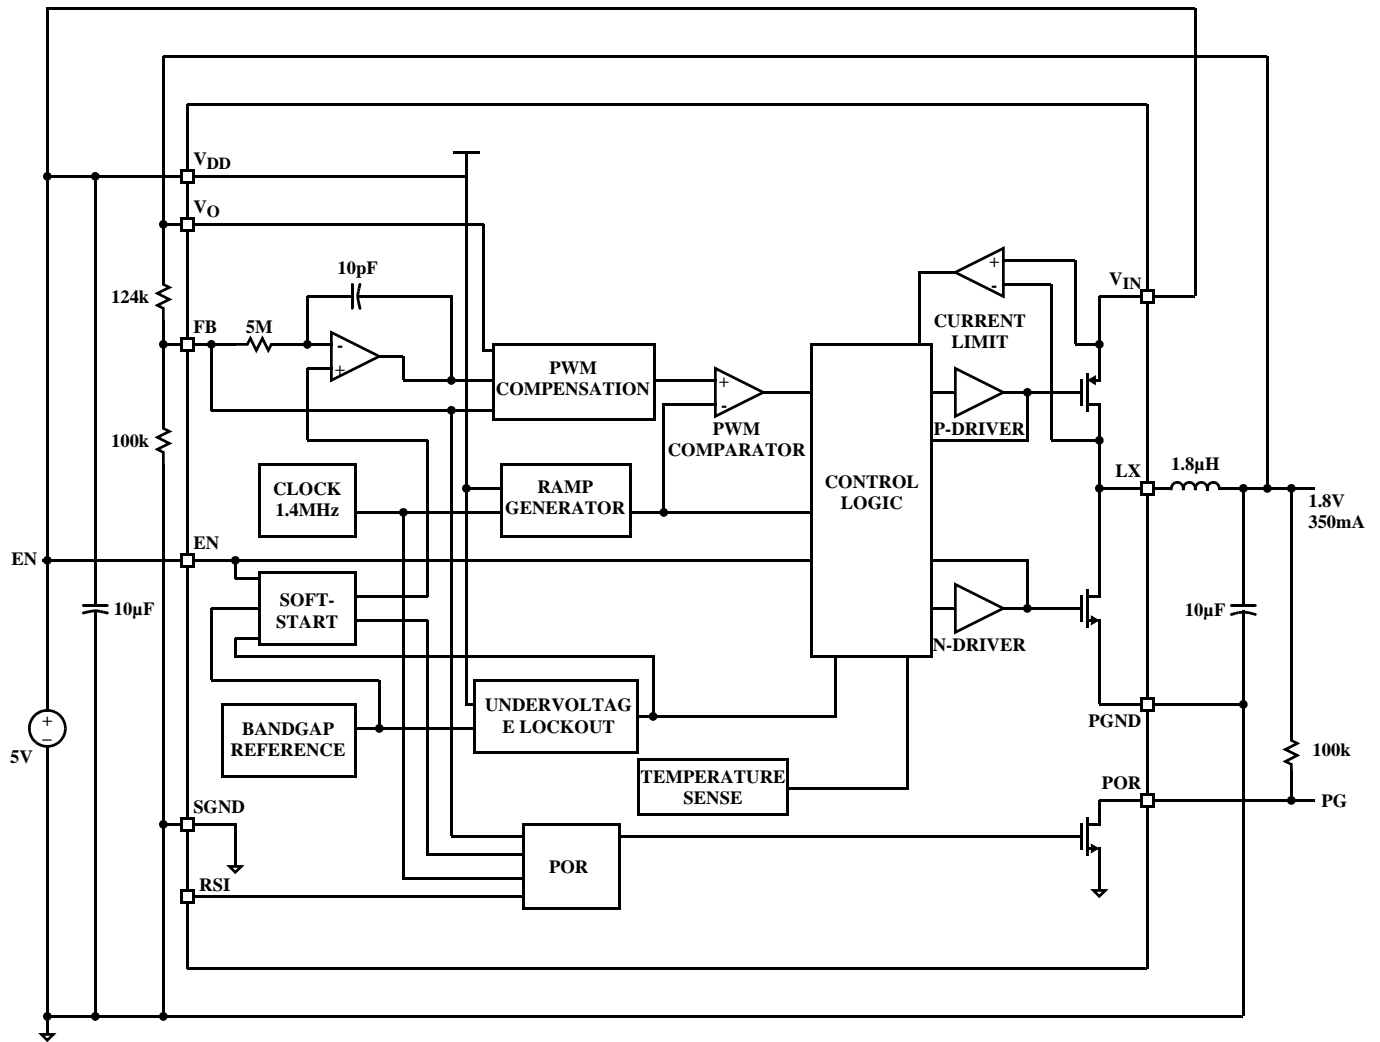 VDD
VO
10pF
124k
FB
5M
- +
+ -
VIN
CURRENT
LIMIT
PWM
COMPENSATION
+ -
PWM
COMPARATOR
P-DRIVER
100k
CLOCK
1.4MHz
RAMP
GENERATOR
CONTROL
LOGIC
LX
1.8µH
1.8V
350mA
EN
EN
SOFT-
START
10µF
10µF
N-DRIVER
UNDERVOLTAG
E LOCKOUT
BANDGAP
REFERENCE
PGND
+
–
5V
100k
TEMPERATURE
SENSE
POR
PG
SGND
POR
RSI